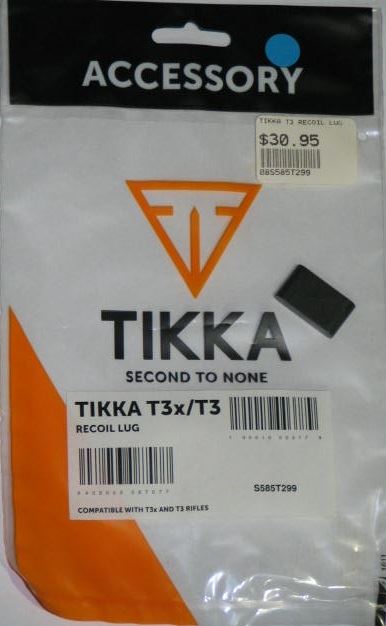 ACCESSORY
TIKKA T3 RECOIL LUG
$30.95
08S585T299
TIKKA
SECOND TO NONE
TIKKA T3x/T3
RECOIL LUG
S585T299
COMPATIBLE WITH T3x AND T3 RIFLES